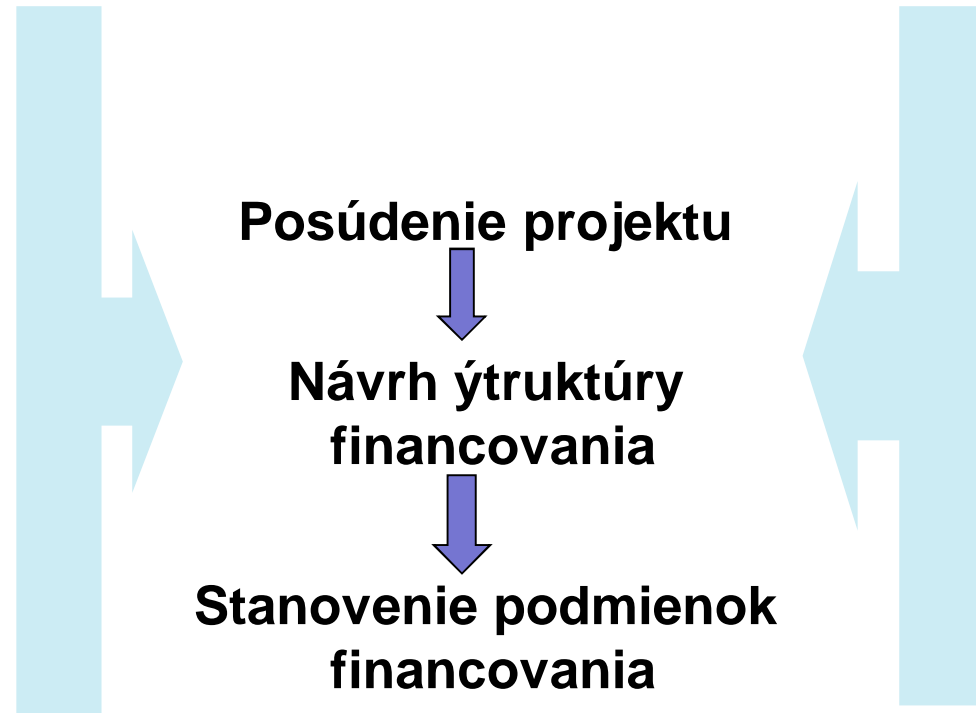 Posúdenie projektu
Návrh ýtruktúry
financovania
Stanovenie podmienok
financovania